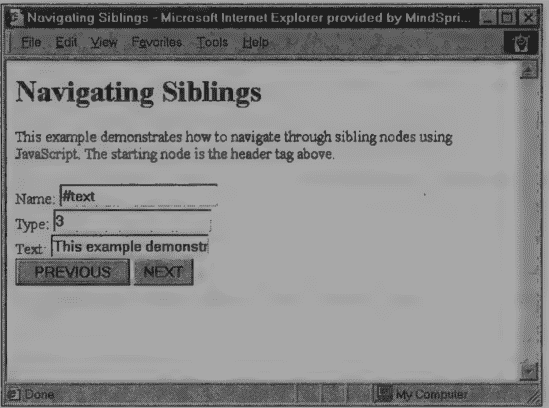 Navigating Siblings - Microsoft Internet Explorer provided by MindSpri...
File Edit View Favorites Tools Help
Navigating Siblings
This example demonstrates how to navigate through sibling nodes using
JavaScript. The starting node is the header tag above.
Name: #text
Type: 3
Text: This example demonstr
PREVIOUS NEXT
Done My Computer